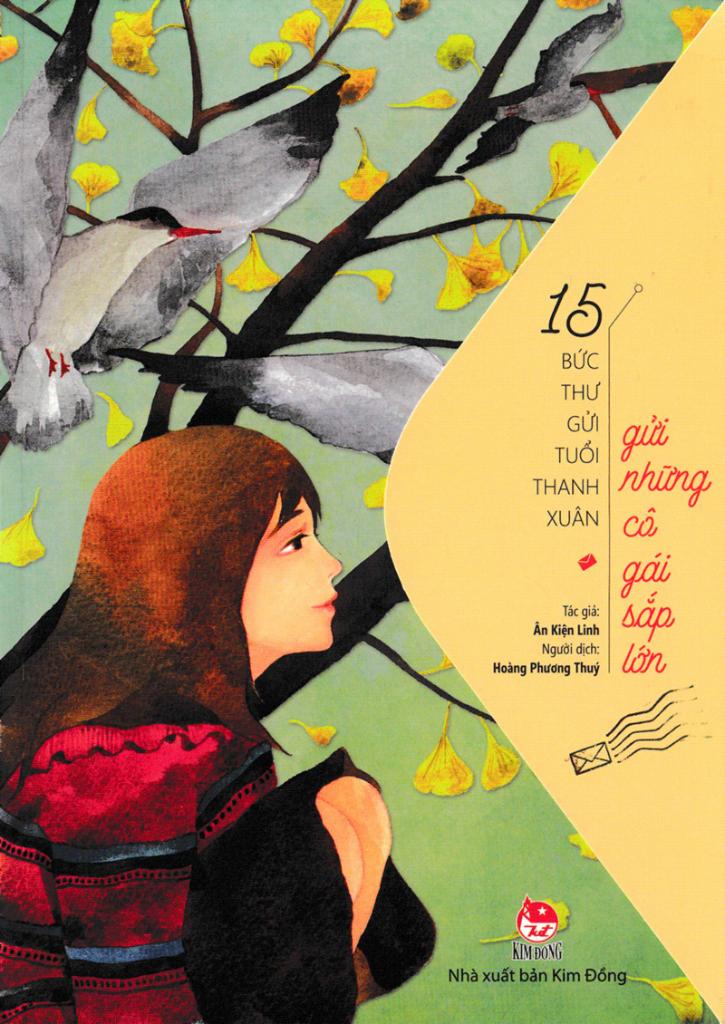 15
BỨC
THƯ
GỬI
TUỔI
THANH
XUÂN
gửi
những
cô
gái
sắp
lớn
Tác giả:
Ân Kiện Linh
Người dịch:
Hoàng Phương Thuý
KIM ĐỒNG
Nhà xuất bản Kim Đồng